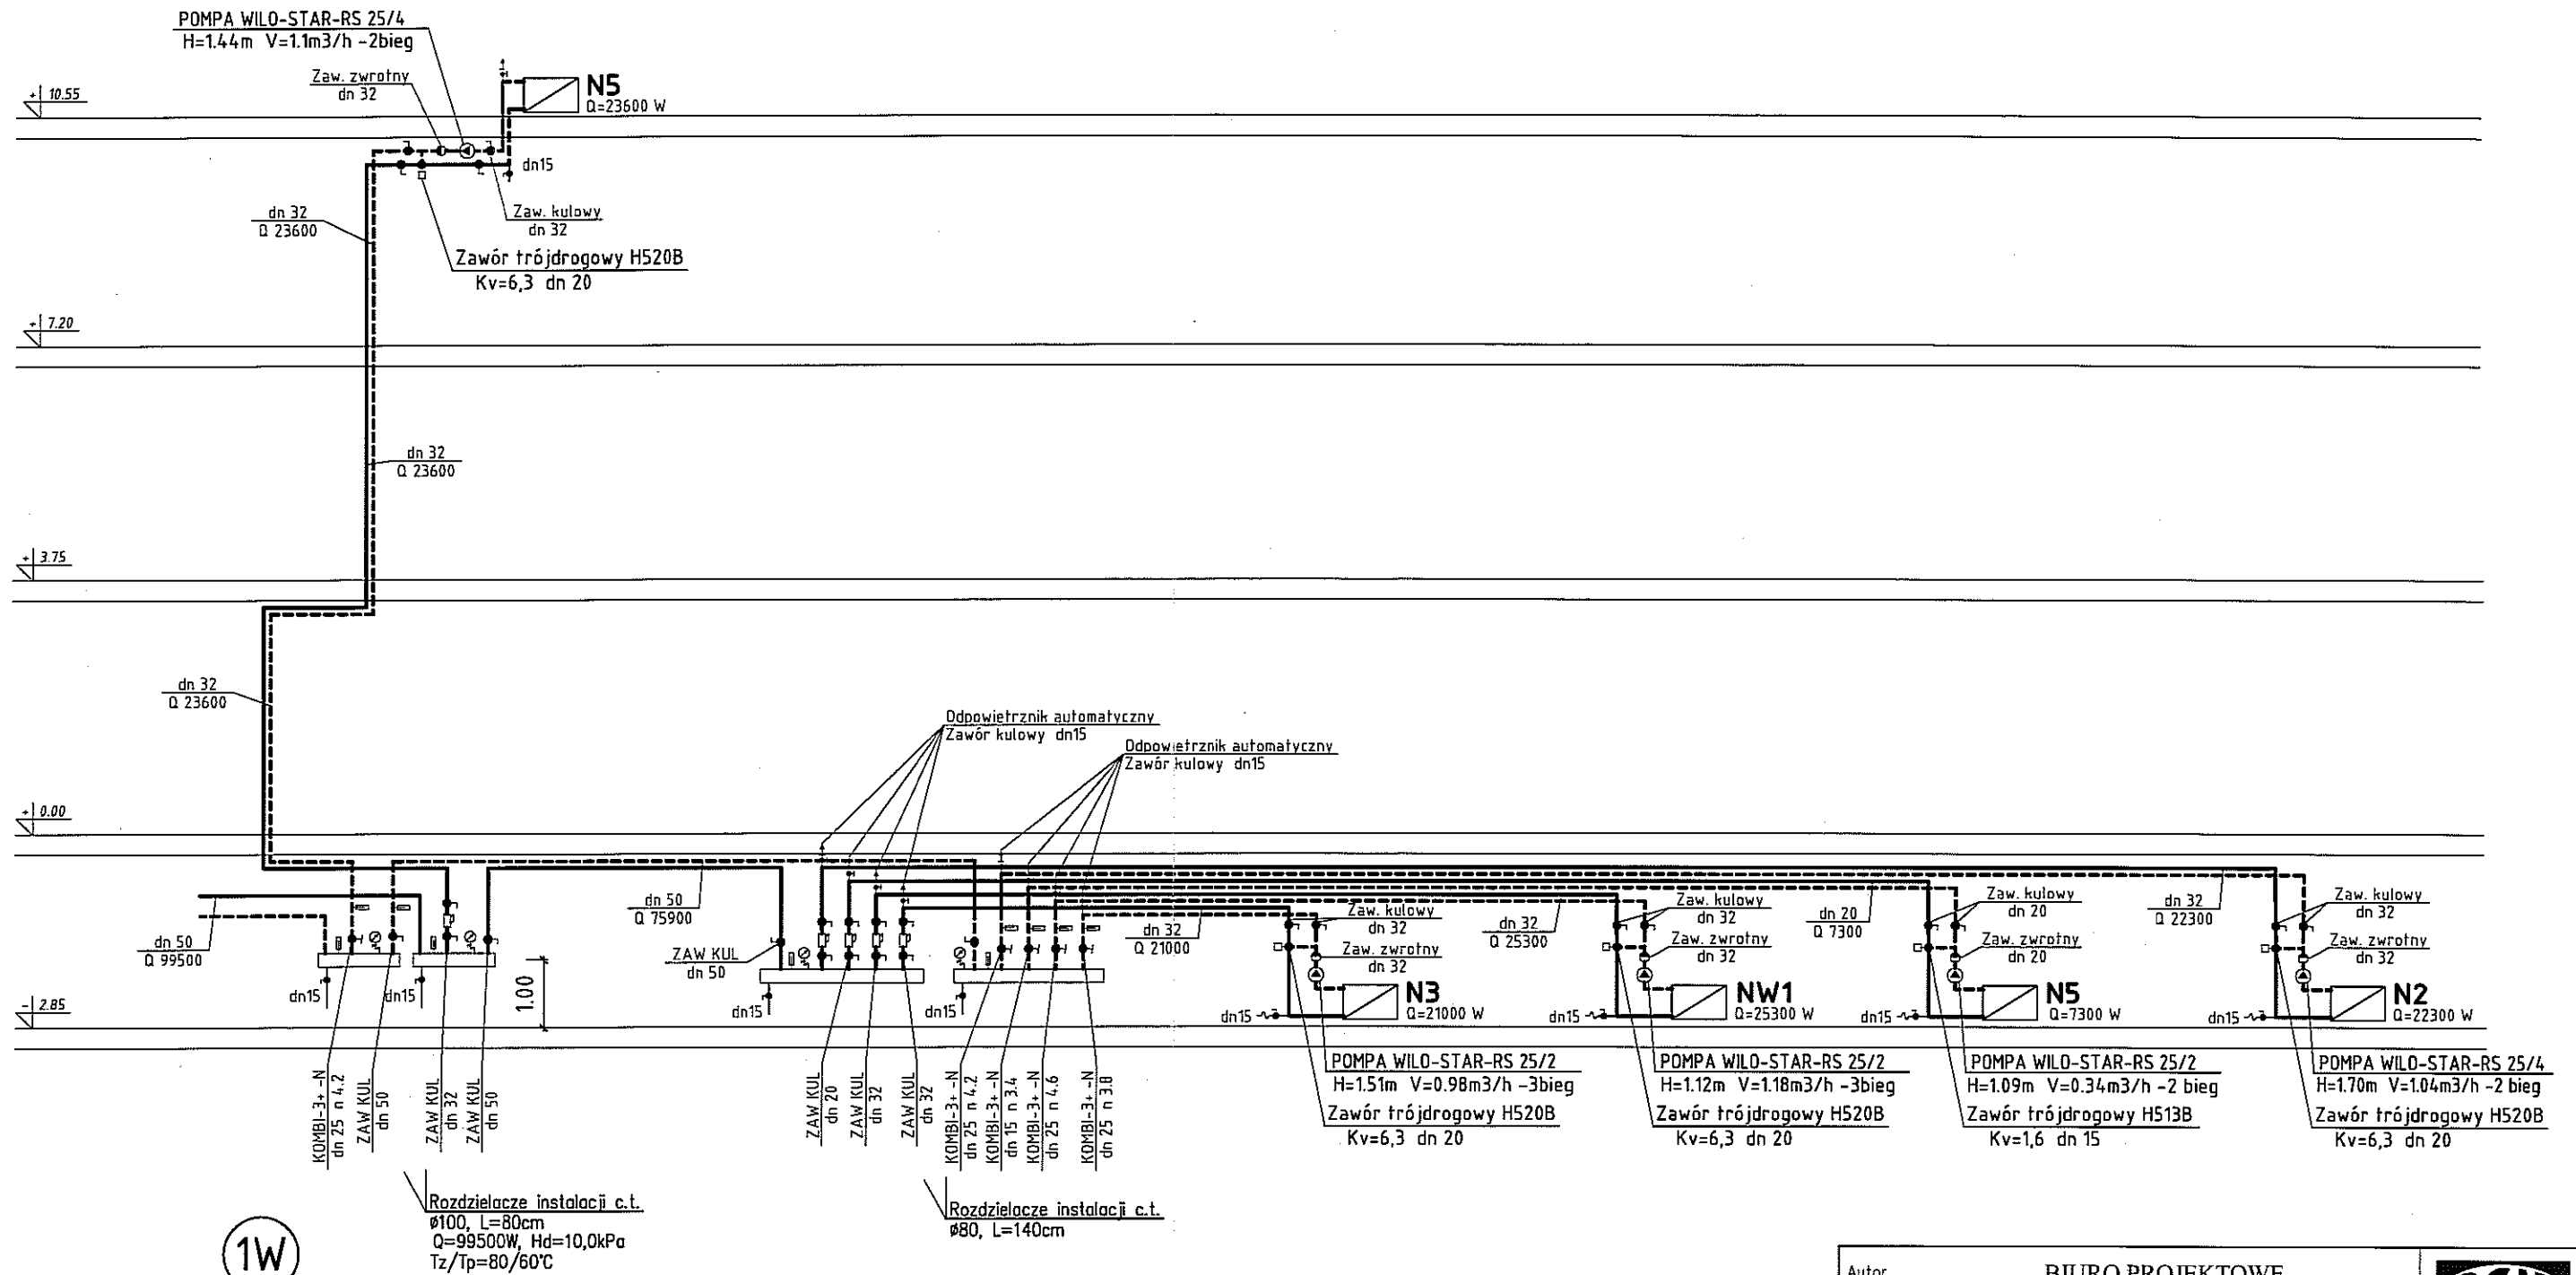 POMPA WILO-STAR-RS 25/4
H=1.44m V=1.1m3/h -2bieg
Zaw. zwrotny
dn 32
N5
Q=23600 W
+ 10.55
dn15
dn 32
Q 23600
Zaw. kulowy
dn 32
Zawór trójdrogowy H520B
Kv=6,3 dn 20
+ 7.20
dn 32
Q 23600
+ 3.75
dn 32
Q 23600
Odpowietrznik automatyczny
Zawór kulowy dn15
Odpowietrznik automatyczny
Zawór kulowy dn15
+ 0.00
dn 50
Q 99500
dn 50
Q 75900
ZAW KUL
dn 50
dn 32
Q 21000
Zaw. kulowy
dn 32
Zaw. zwrotny
dn 32
dn 32
Q 25300
Zaw. kulowy
dn 32
Zaw. zwrotny
dn 32
dn 20
Q 7300
Zaw. kulowy
dn 20
Zaw. zwrotny
dn 20
dn 32
Q 22300
Zaw. kulowy
dn 32
Zaw. zwrotny
dn 32
- 2.85
dn15
dn15
1.00
dn15
dn15
dn15
N3
Q=21000 W
dn15
NW1
Q=25300 W
dn15
N5
Q=7300 W
dn15
N2
Q=22300 W
KOMBI-3+ -N
dn 25 n 4.2
ZAW KUL
dn 50
ZAW KUL
dn 32
ZAW KUL
dn 50
ZAW KUL
dn 20
ZAW KUL
dn 32
ZAW KUL
dn 32
KOMBI-3+ -N
dn 25 n 4.2
KOMBI-3+ -N
dn 15 n 3.4
KOMBI-3+ -N
dn 25 n 4.6
KOMBI-3+ -N
dn 25 n 3.8
POMPA WILO-STAR-RS 25/2
H=1.51m V=0.98m3/h -3bieg
Zawór trójdrogowy H520B
Kv=6,3 dn 20
POMPA WILO-STAR-RS 25/2
H=1.12m V=1.18m3/h -3bieg
Zawór trójdrogowy H520B
Kv=6,3 dn 20
POMPA WILO-STAR-RS 25/2
H=1.09m V=0.34m3/h -2 bieg
Zawór trójdrogowy H513B
Kv=1,6 dn 15
POMPA WILO-STAR-RS 25/4
H=1.70m V=1.04m3/h -2 bieg
Zawór trójdrogowy H520B
Kv=6,3 dn 20
Rozdzielacze instalacji c.t.
ø100, L=80cm
Q=99500W, Hd=10,0kPa
Tz/Tp=80/60°C
Rozdzielacze instalacji c.t.
ø80, L=140cm
1W
Autor
BIURO PROJEKTOWE